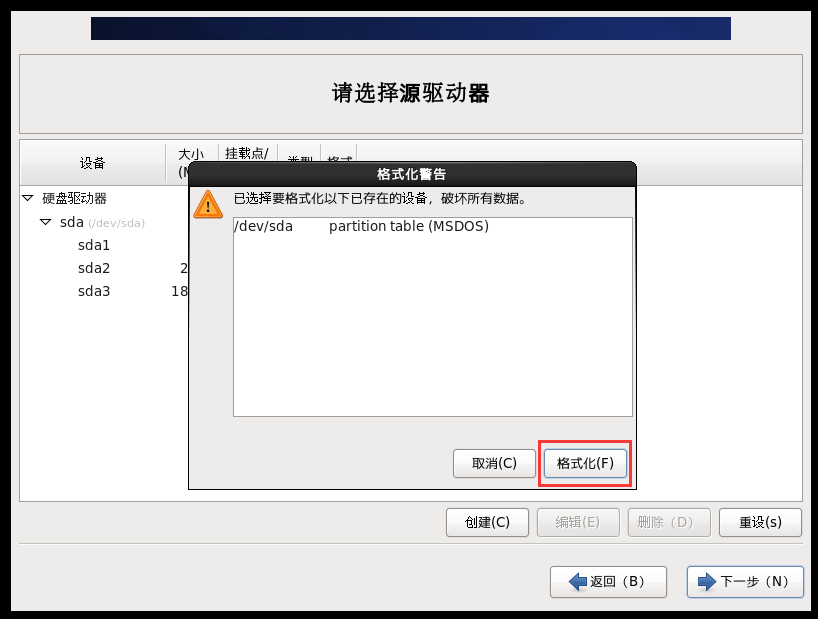 请选择源驱动器
设备
大小
挂载点/
硬盘驱动器
sda (/dev/sda)
sda1
sda2 2
sda3 18
格式化警告
已选择要格式化以下已存在的设备，破坏所有数据。
/dev/sda partition table (MSDOS)
取消(C) 格式化(F)
创建(C) 编辑(E) 删除（D） 重设(s)
返回（B） 下一步（N）